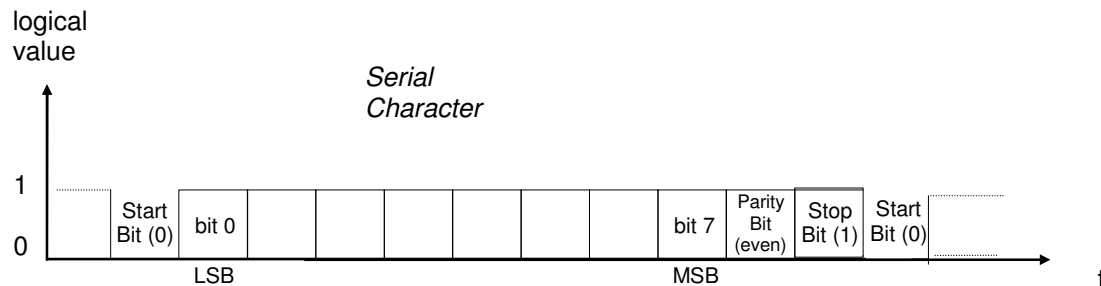 logical
value
Serial
Character
1
0
Start
Bit (0)
bit 0
bit 7
Parity
Bit
(even)
Stop
Bit (1)
Start
Bit (0)
LSB
MSB